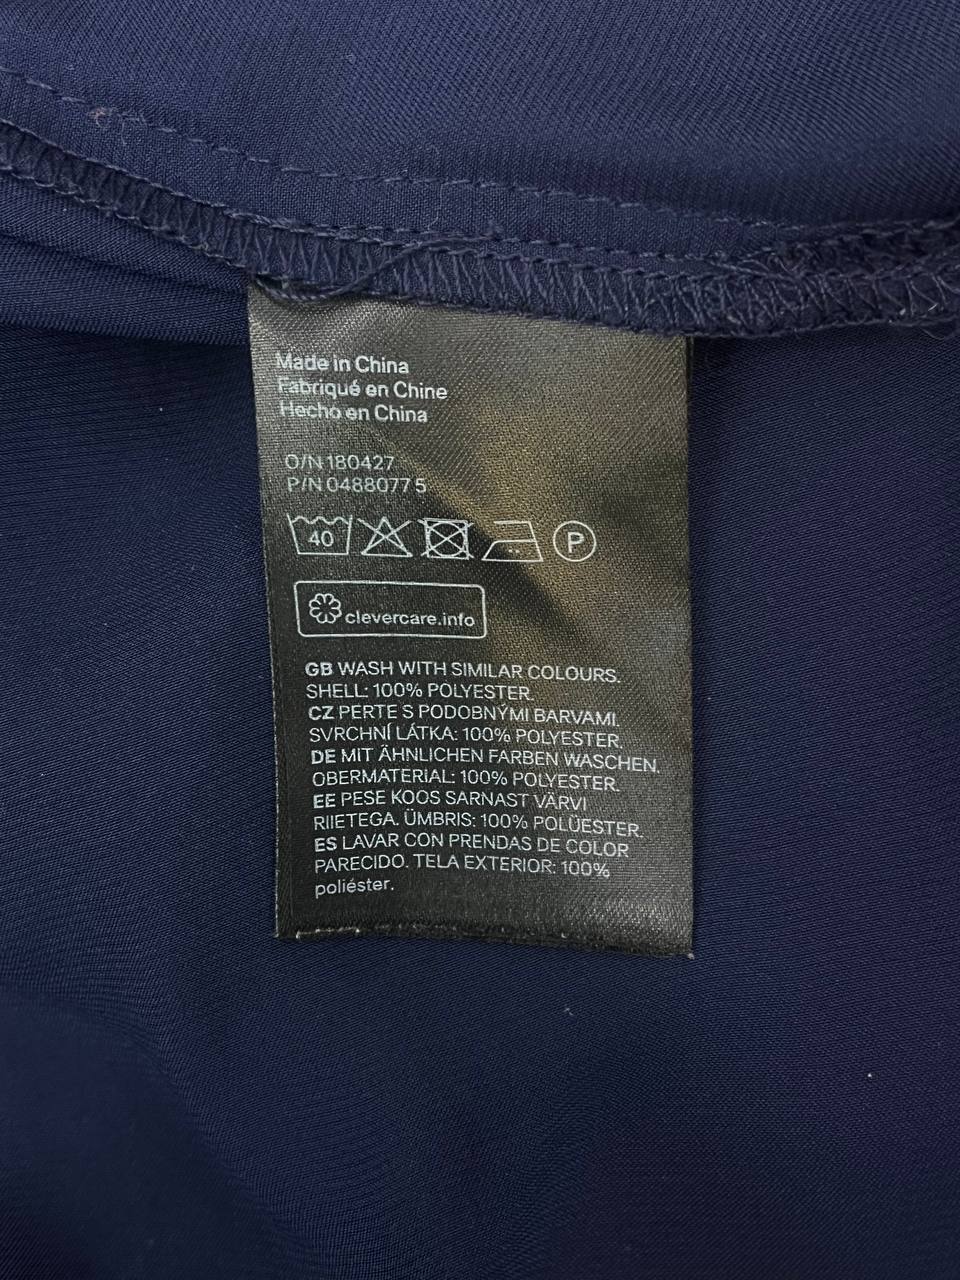 Made in China
Fabriqué en Chine
Hecho en China
O/N 180427
P/N 0488077 5
40
P
clevercare.info
GB WASH WITH SIMILAR COLOURS.
SHELL: 100% POLYESTER.
CZ PERTE S PODOBNÝMI BARVAMI.
SVRCHNÍ LÁTKA: 100% POLYESTER.
DE MIT ÄHNLICHEN FARBEN WASCHEN.
OBERMATERIAL: 100% POLYESTER.
EE PESE KOOS SARNAST VÄRVI
RIIETEGA. ÜMBRIS: 100% POLÜESTER.
ES LAVAR CON PRENDAS DE COLOR
PARECIDO. TELA EXTERIOR: 100%
poliéster.